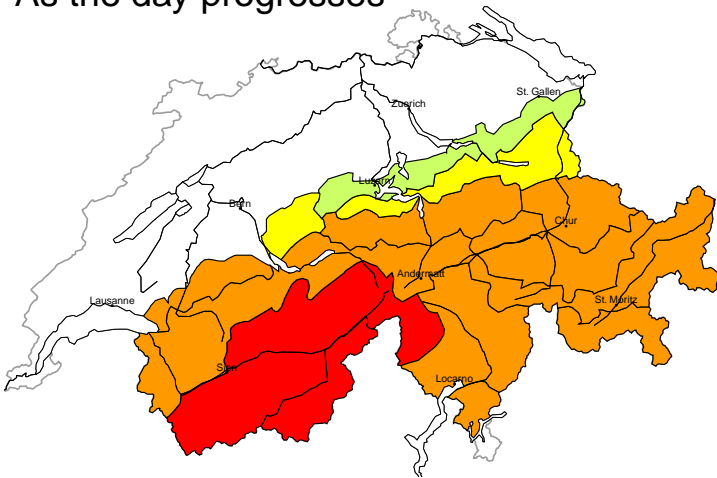 As the day progresses
St. Gallen
Zuerich
Luzern
Bern
Chur
Andermatt
Lausanne
St. Moritz
Sion
Locarno